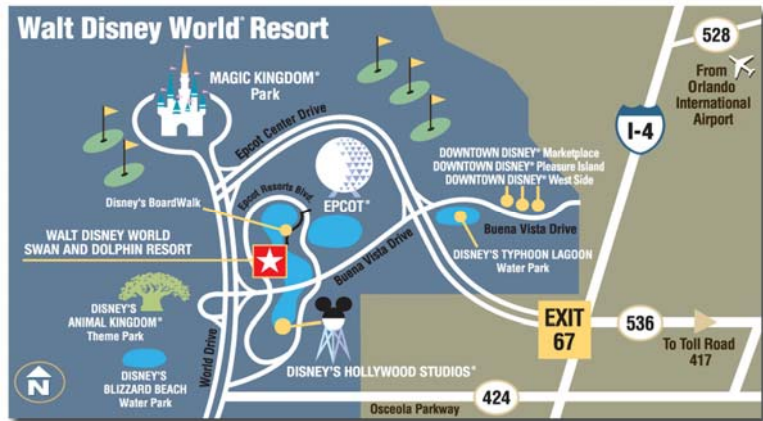 Walt Disney World® Resort
528
From
Orlando
International
Airport
I-4
MAGIC KINGDOM®
Park
Epcot Center Drive
DOWNTOWN DISNEY® Marketplace
DOWNTOWN DISNEY® Pleasure Island
DOWNTOWN DISNEY® West Side
Epcot Resorts Blvd.
EPCOT®
Disney's BoardWalk
Buena Vista Drive
Buena Vista Drive
WALT DISNEY WORLD
SWAN AND DOLPHIN RESORT
DISNEY'S TYPHOON LAGOON
Water Park
DISNEY'S
ANIMAL KINGDOM®
Theme Park
World Drive
EXIT
67
536
To Toll Road
417
DISNEY'S
BLIZZARD BEACH
Water Park
DISNEY'S HOLLYWOOD STUDIOS®
N
Osceola Parkway
424